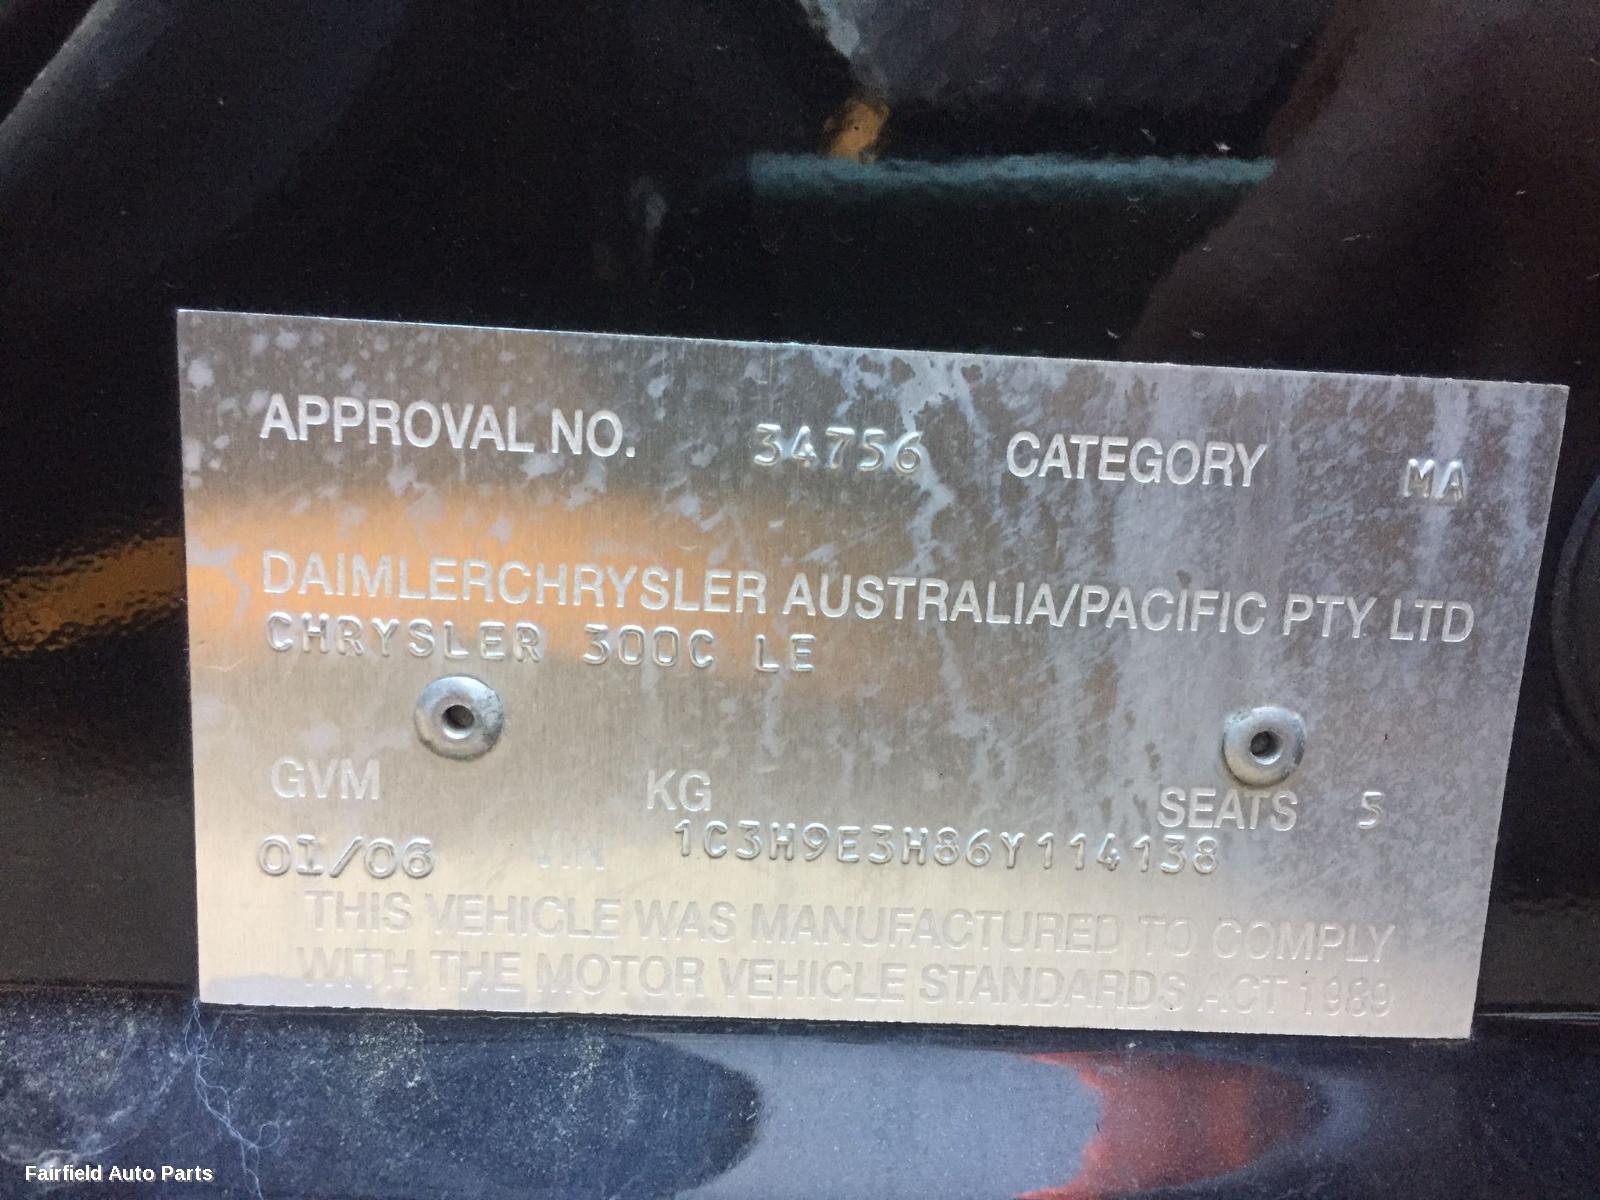 APPROVAL NO. 34756 CATEGORY MA
DAIMLERCHRYSLER AUSTRALIA/PACIFIC PTY LTD
CHRYSLER 300C LE
GVM KG SEATS 5
01/06 VIN 1C3H9E3H86Y114138
THIS VEHICLE WAS MANUFACTURED TO COMPLY
WITH THE MOTOR VEHICLE STANDARDS ACT 1989
Fairfield Auto Parts